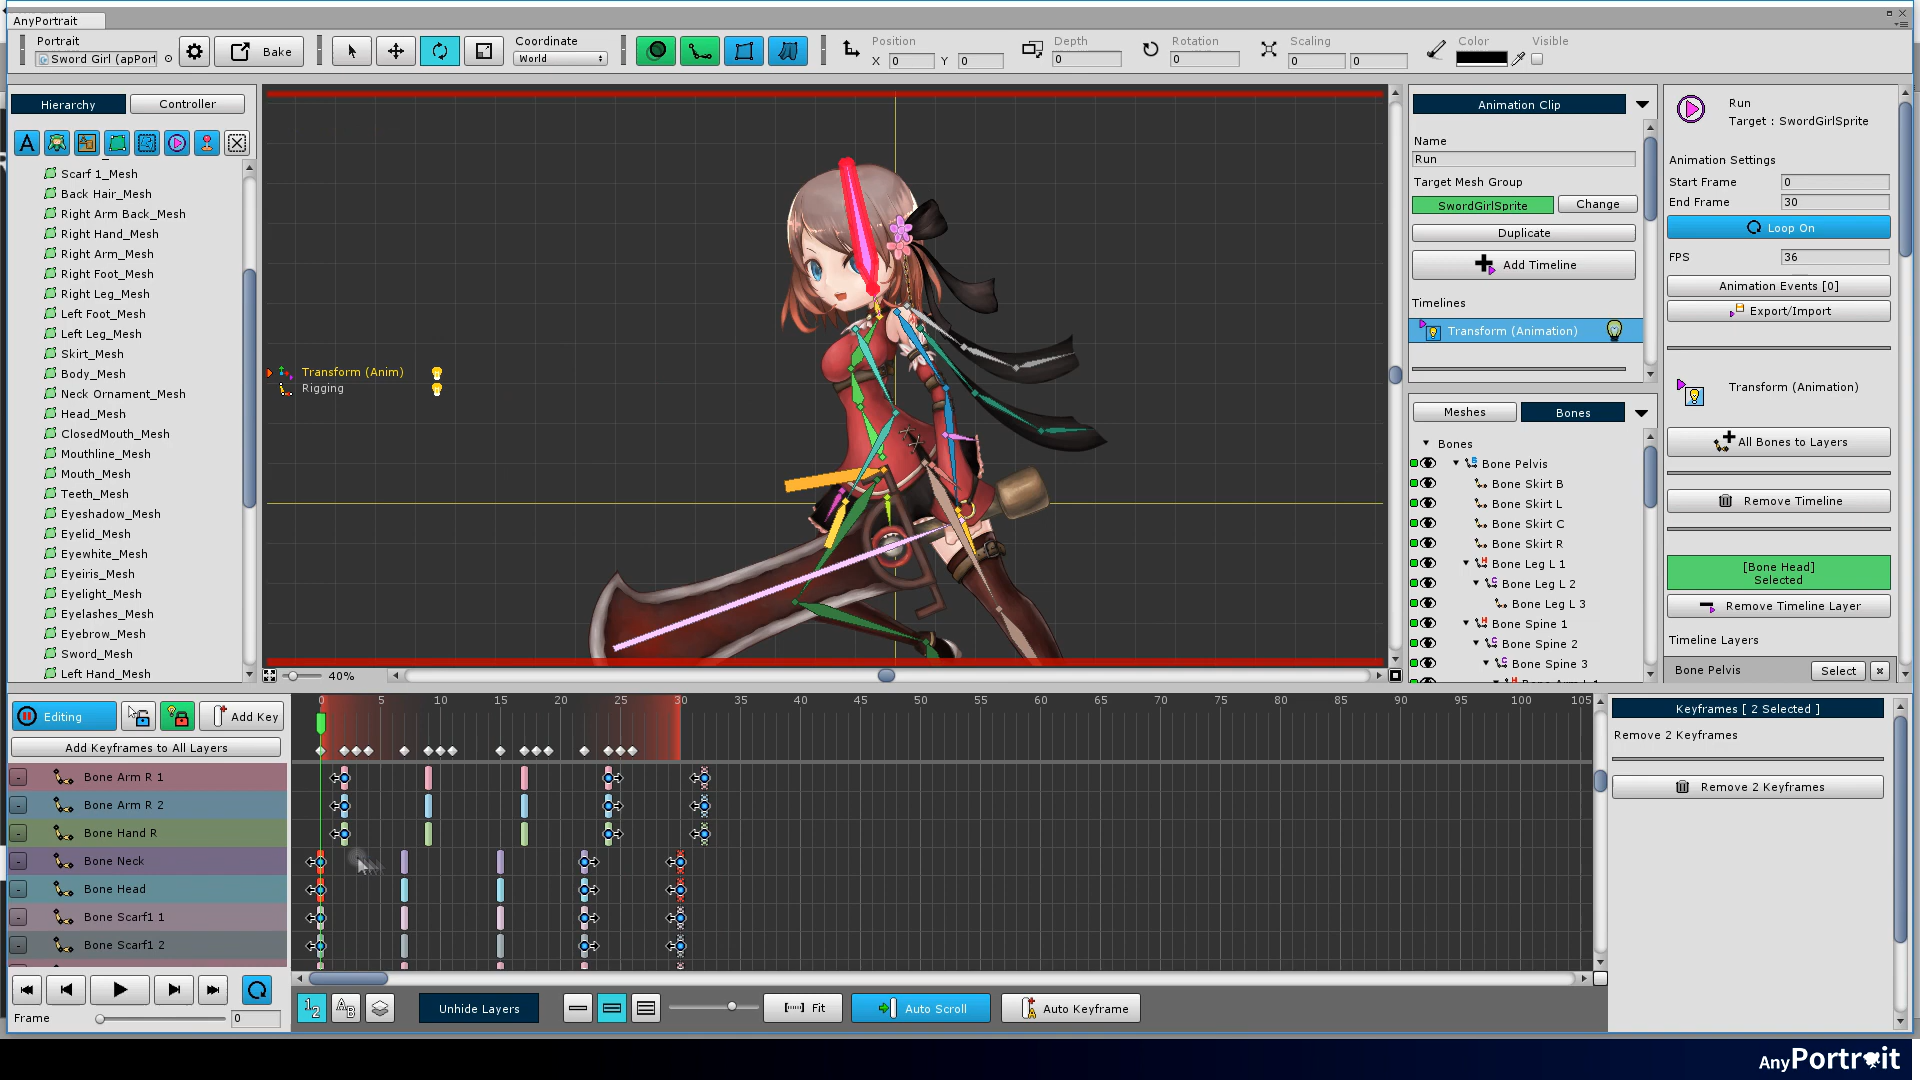 AnyPortrait
Portrait
Sword Girl (apPort
Bake
Coordinate
World
Position
X 0 Y 0
Depth
0
Rotation
0
Scaling
0 0
Color
Visible
Hierarchy
Controller
A
Scarf 1_Mesh
Back Hair_Mesh
Right Arm Back_Mesh
Right Hand_Mesh
Right Arm_Mesh
Right Foot_Mesh
Right Leg_Mesh
Left Foot_Mesh
Left Leg_Mesh
Skirt_Mesh
Body_Mesh
Neck Ornament_Mesh
Head_Mesh
ClosedMouth_Mesh
Mouthline_Mesh
Mouth_Mesh
Teeth_Mesh
Eyeshadow_Mesh
Eyelid_Mesh
Eyewhite_Mesh
Eyeiris_Mesh
Eyelight_Mesh
Eyelashes_Mesh
Eyebrow_Mesh
Sword_Mesh
Left Hand_Mesh
Transform (Anim)
Rigging
40%
Animation Clip
Name
Run
Target Mesh Group
SwordGirlSprite
Change
Duplicate
Add Timeline
Timelines
Transform (Animation)
Meshes
Bones
Bones
Bone Pelvis
Bone Skirt B
Bone Skirt L
Bone Skirt C
Bone Skirt R
Bone Leg L 1
Bone Leg L 2
Bone Leg L 3
Bone Spine 1
Bone Spine 2
Bone Spine 3
Run
Target : SwordGirlSprite
Animation Settings
Start Frame 0
End Frame 30
Loop On
FPS 36
Animation Events [0]
Export/Import
Transform (Animation)
All Bones to Layers
Remove Timeline
[Bone Head]
Selected
Remove Timeline Layer
Timeline Layers
Bone Pelvis
Select
Editing
Add Key
Add Keyframes to All Layers
0 5 10 15 20 25 30 35 40 45 50 55 60 65 70 75 80 85 90 95 100 105
Bone Arm R 1
Bone Arm R 2
Bone Hand R
Bone Neck
Bone Head
Bone Scarf1 1
Bone Scarf1 2
Frame
0
Unhide Layers
Fit
Auto Scroll
Auto Keyframe
Keyframes [ 2 Selected ]
Remove 2 Keyframes
Remove 2 Keyframes
AnyPortrait